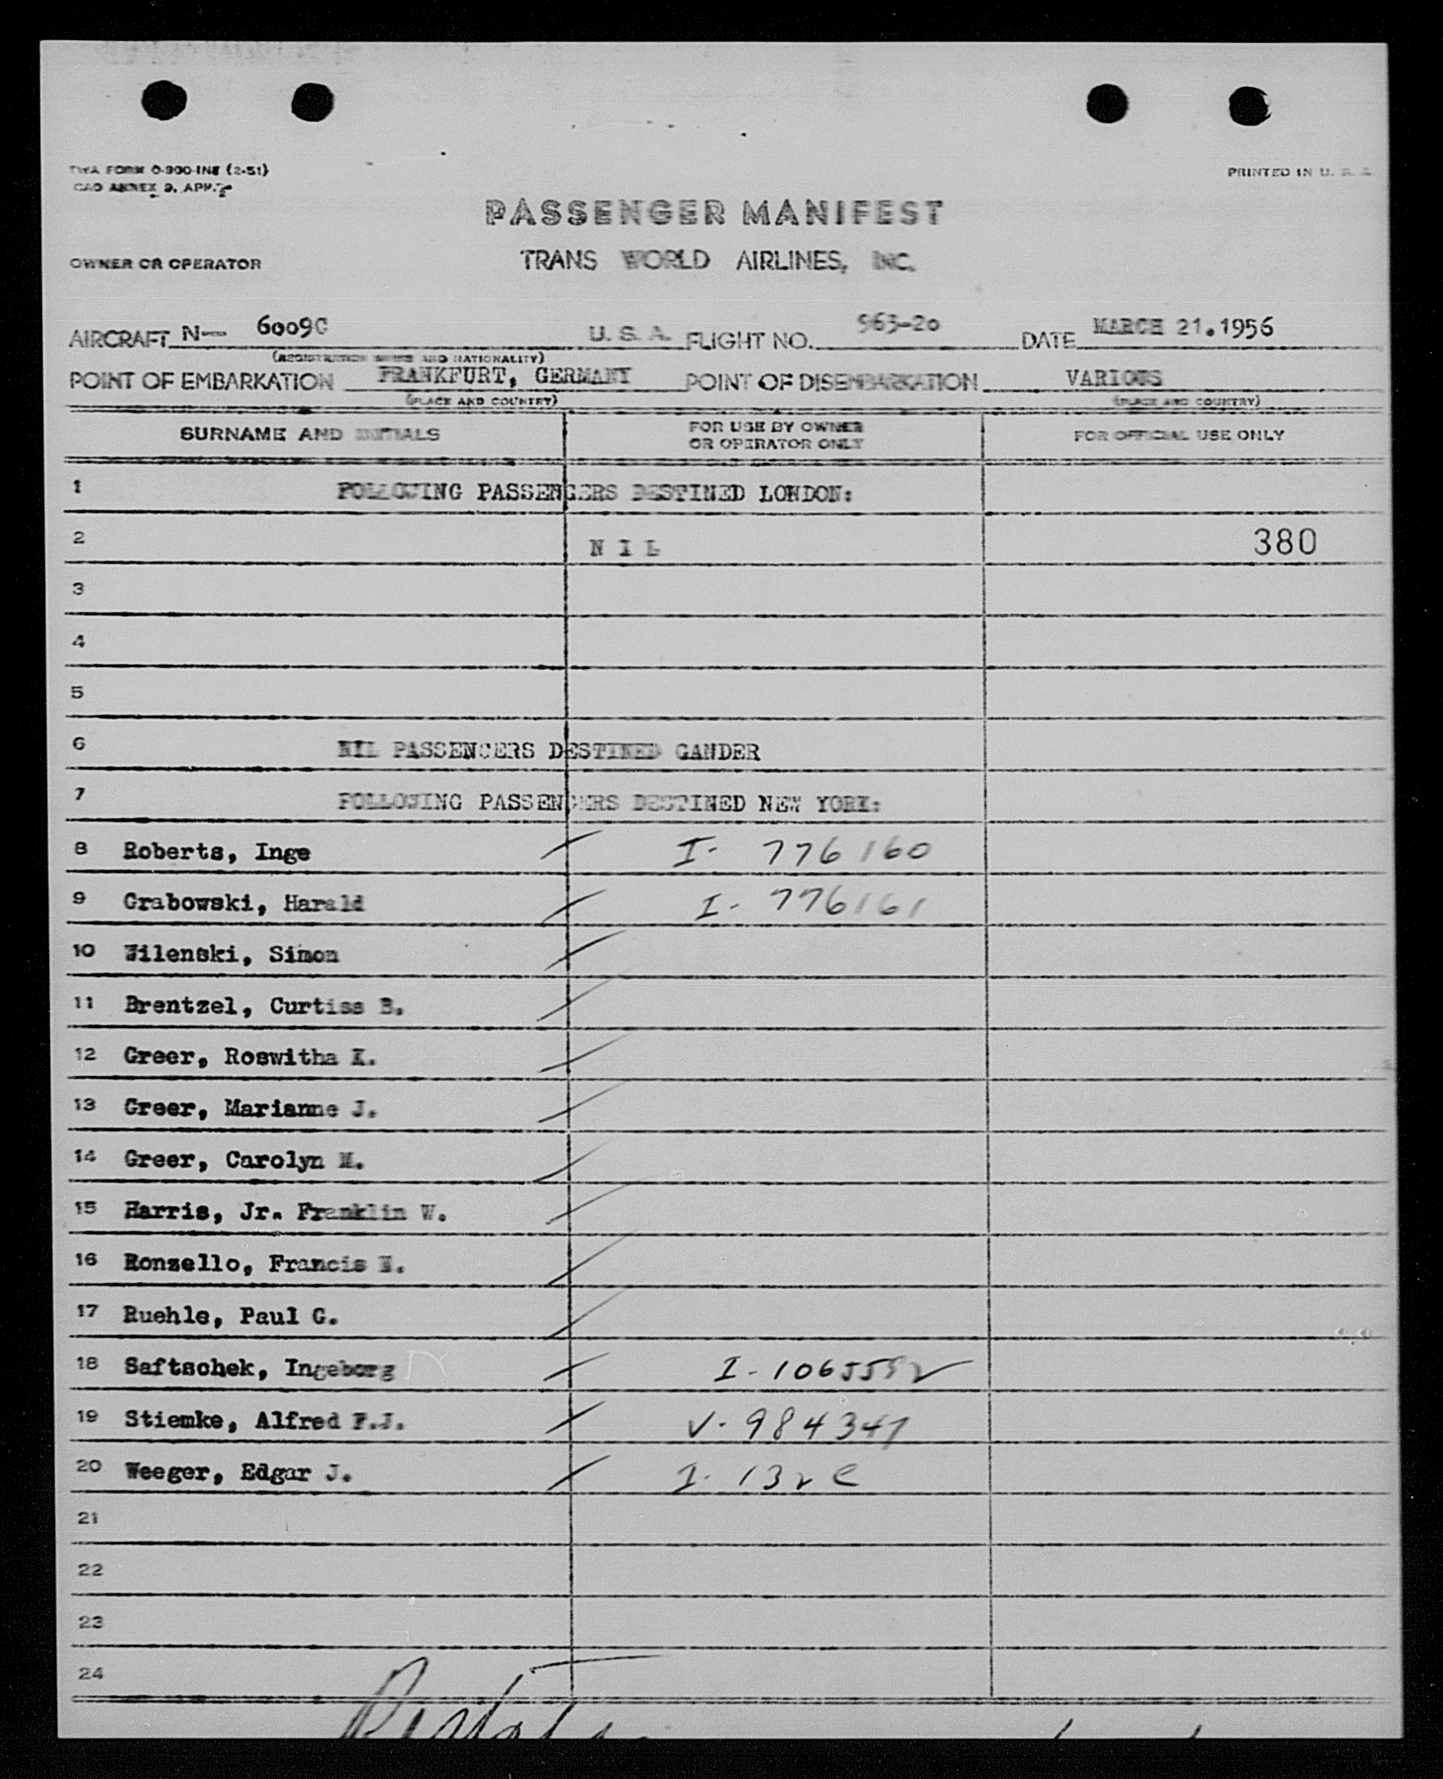 TWA FORM O-900-INE (2-51)
CAO ANNEX 9, APP. 2
PRINTED IN U. S. A.
PASSENGER MANIFEST
TRANS WORLD AIRLINES, INC.
OWNER OR OPERATOR
AIRCRAFT N-- 6009C U. S. A. FLIGHT NO. 963-20 DATE MARCH 21.1956
(REGISTRATION MARKS AND NATIONALITY)
POINT OF EMBARKATION FRANKFURT, GERMANY POINT OF DISEMBARKATION VARIOUS
(PLACE AND COUNTRY) (PLACE AND COUNTRY)
SURNAME AND INITIALS FOR USE BY OWNER OR OPERATOR ONLY FOR OFFICIAL USE ONLY
1 FOLLOWING PASSENGERS DESTINED LONDON:
2 N I L 380
3
4
5
6 NIL PASSENGERS DESTINED GANDER
7 FOLLOWING PASSENGERS DESTINED NEW YORK:
8 Roberts, Inge I- 776160
9 Grabowski, Harald I- 776161
10 Wilenski, Simon
11 Brentzel, Curtiss B.
12 Greer, Roswitha K.
13 Greer, Marianne J.
14 Greer, Carolyn M.
15 Harris, Jr. Franklin W.
16 Ronzello, Francis
17 Ruehle, Paul G.
18 Saftschek, Ingeborg I-1065552
19 Stiemke, Alfred F.J. V-984347
20 Weeger, Edgar J. I- 132 C
21
22
23
24